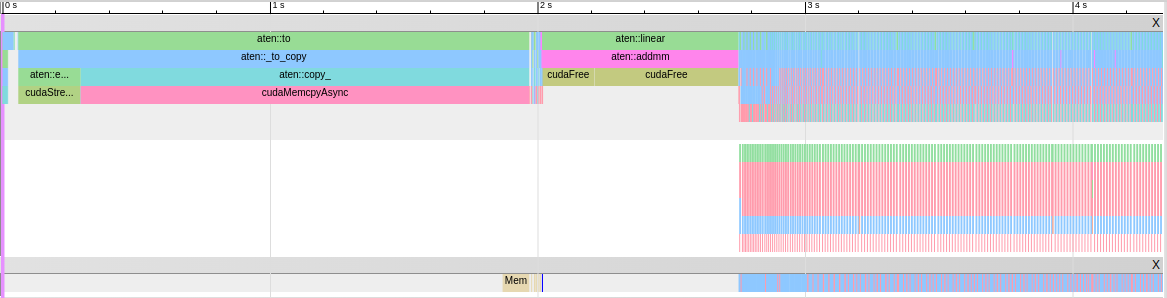 0 s 1 s 2 s 3 s 4 s
X
aten::to aten::linear
aten::_to_copy aten::addmm
aten::e... aten::copy_ cudaFree cudaFree
cudaStre... cudaMemcpyAsync
X
Mem